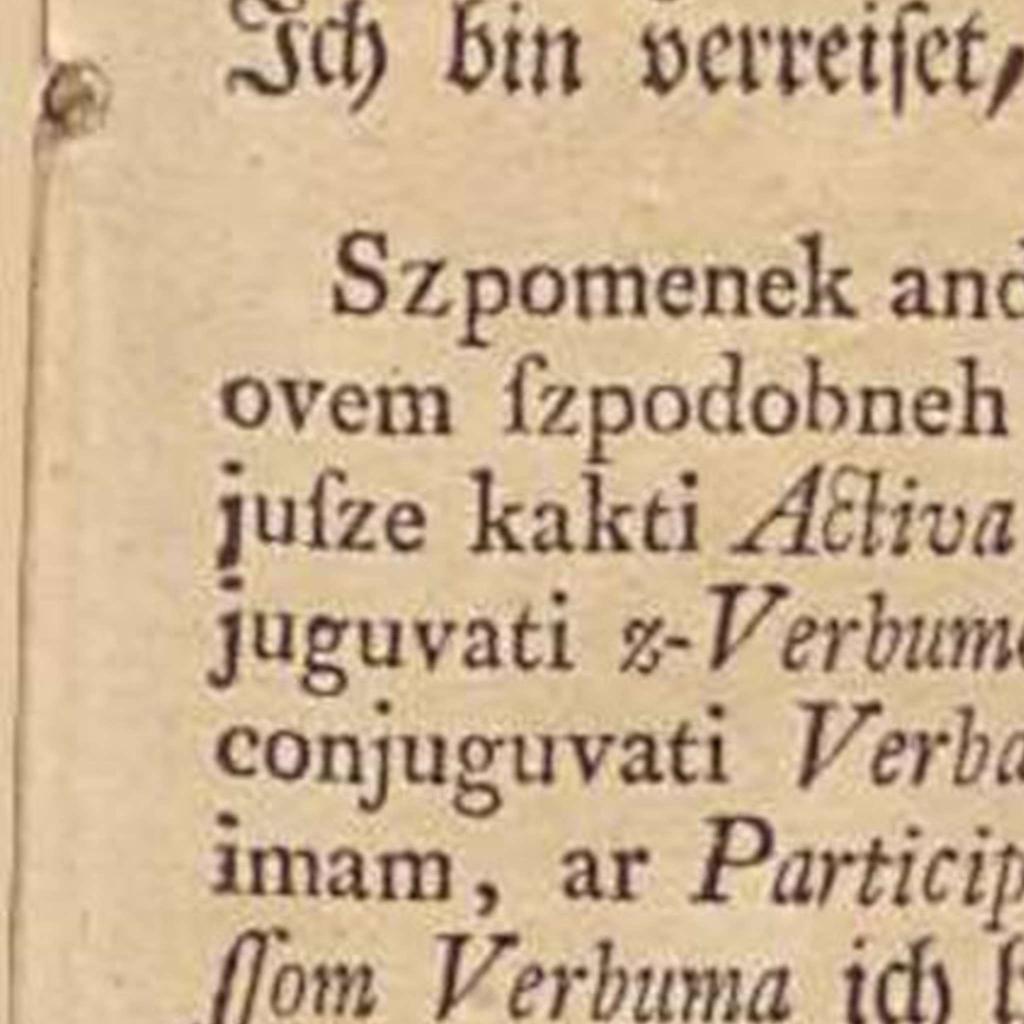 Ich bin verreiſet,
Szpomenek and
ovem ſzpodobneh
juſze kakti Activa
juguvati z-Verbum
conjuguvati Verba
imam, ar Particip
ſſom Verbuma ich